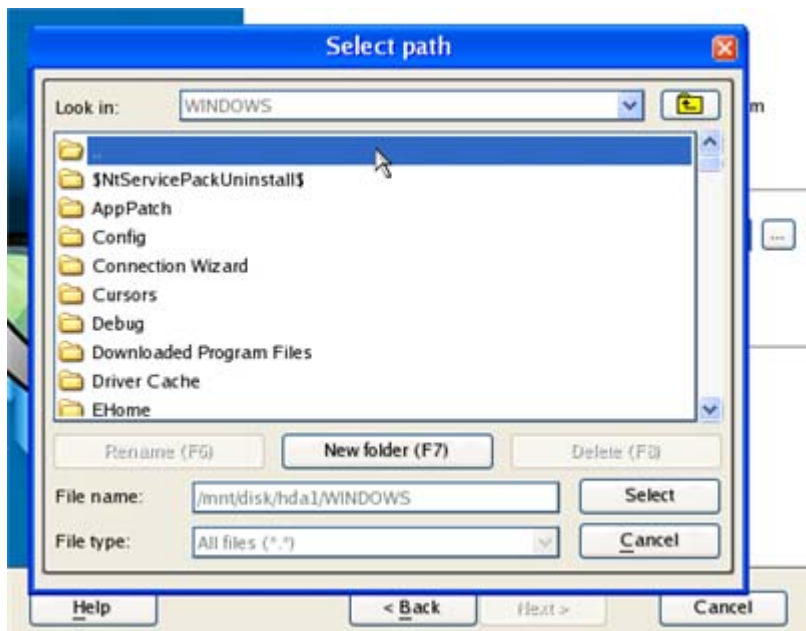 Select path
Look in: WINDOWS
m
..
$NtServicePackUninstall$
AppPatch
Config
Connection Wizard
Cursors
Debug
Downloaded Program Files
Driver Cache
EHome
Rename (F6) New folder (F7) Delete (F8)
File name: /mnt/disk/hda1/WINDOWS Select
File type: All files (*.*) Cancel
...
Help < Back Next > Cancel